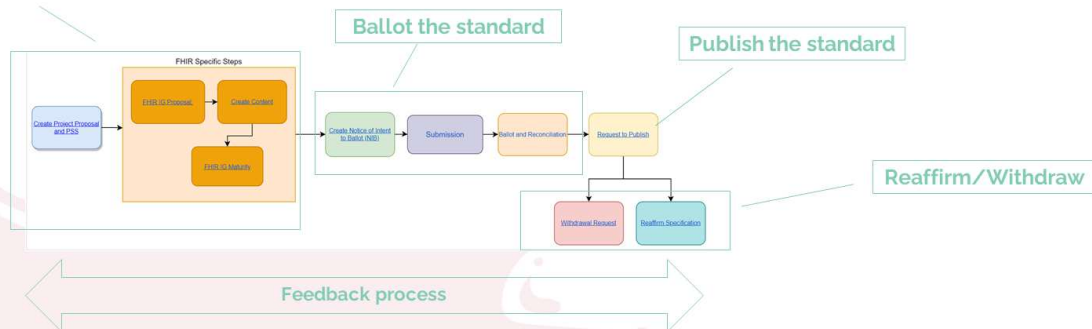 Ballot the standard
Publish the standard
FHIR Specific Steps
FHIR IG Proposal
Create Content
Create Project Proposal
and PSS
Create Notice of Intent
to Ballot (NIB)
Submission
Ballot and Reconciliation
Request to Publish
FHIR IG Maturity
Reaffirm/Withdraw
Withdrawal Request
Reaffirm Specification
Feedback process